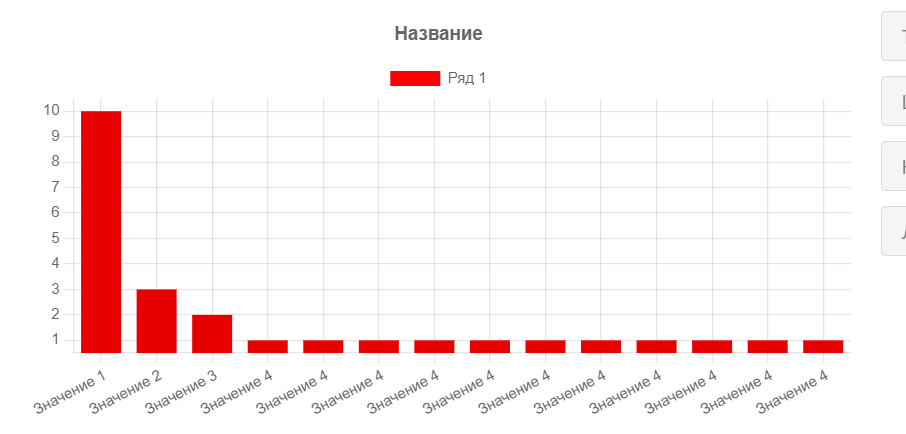 Название
Ряд 1
10
9
8
7
6
5
4
3
2
1
Значение 1
Значение 2
Значение 3
Значение 4
Значение 4
Значение 4
Значение 4
Значение 4
Значение 4
Значение 4
Значение 4
Значение 4
Значение 4
Значение 4